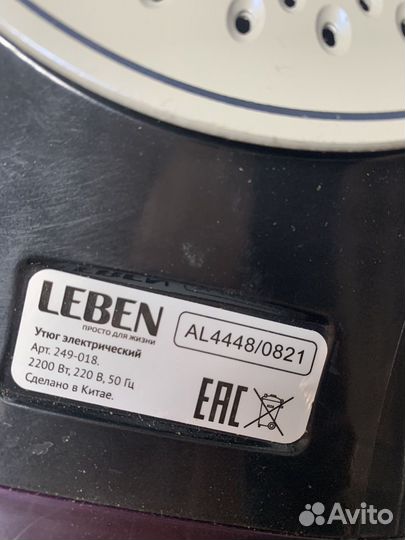 LEBEN
ПРОСТО ДЛЯ ЖИЗНИ
AL4448/0821
Утюг электрический
Арт. 249-018.
2200 Вт, 220 В, 50 Гц
Сделано в Китае.
EAC
Avito